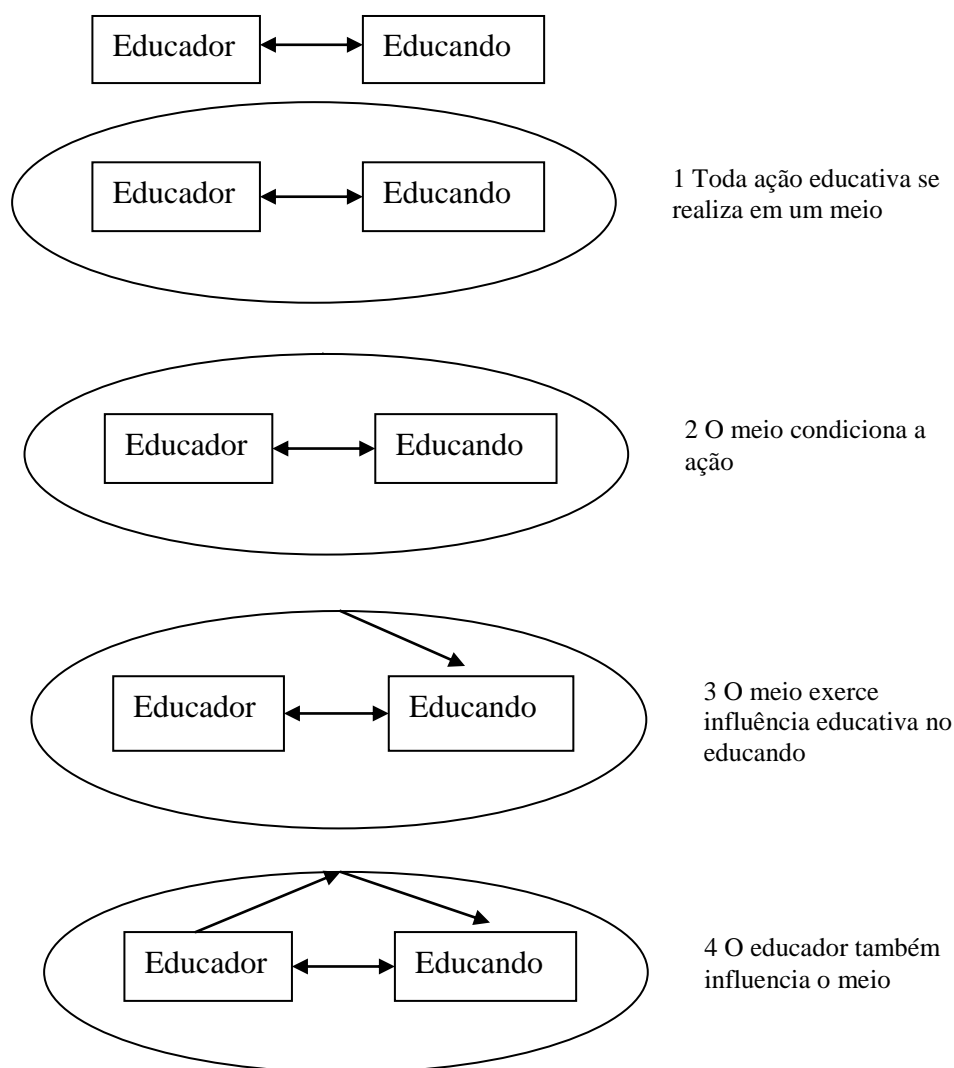 Educador
Educando
Educador
Educando
1 Toda ação educativa se
realiza em um meio
Educador
Educando
2 O meio condiciona a
ação
Educador
Educando
3 O meio exerce
influência educativa no
educando
Educador
Educando
4 O educador também
influencia o meio